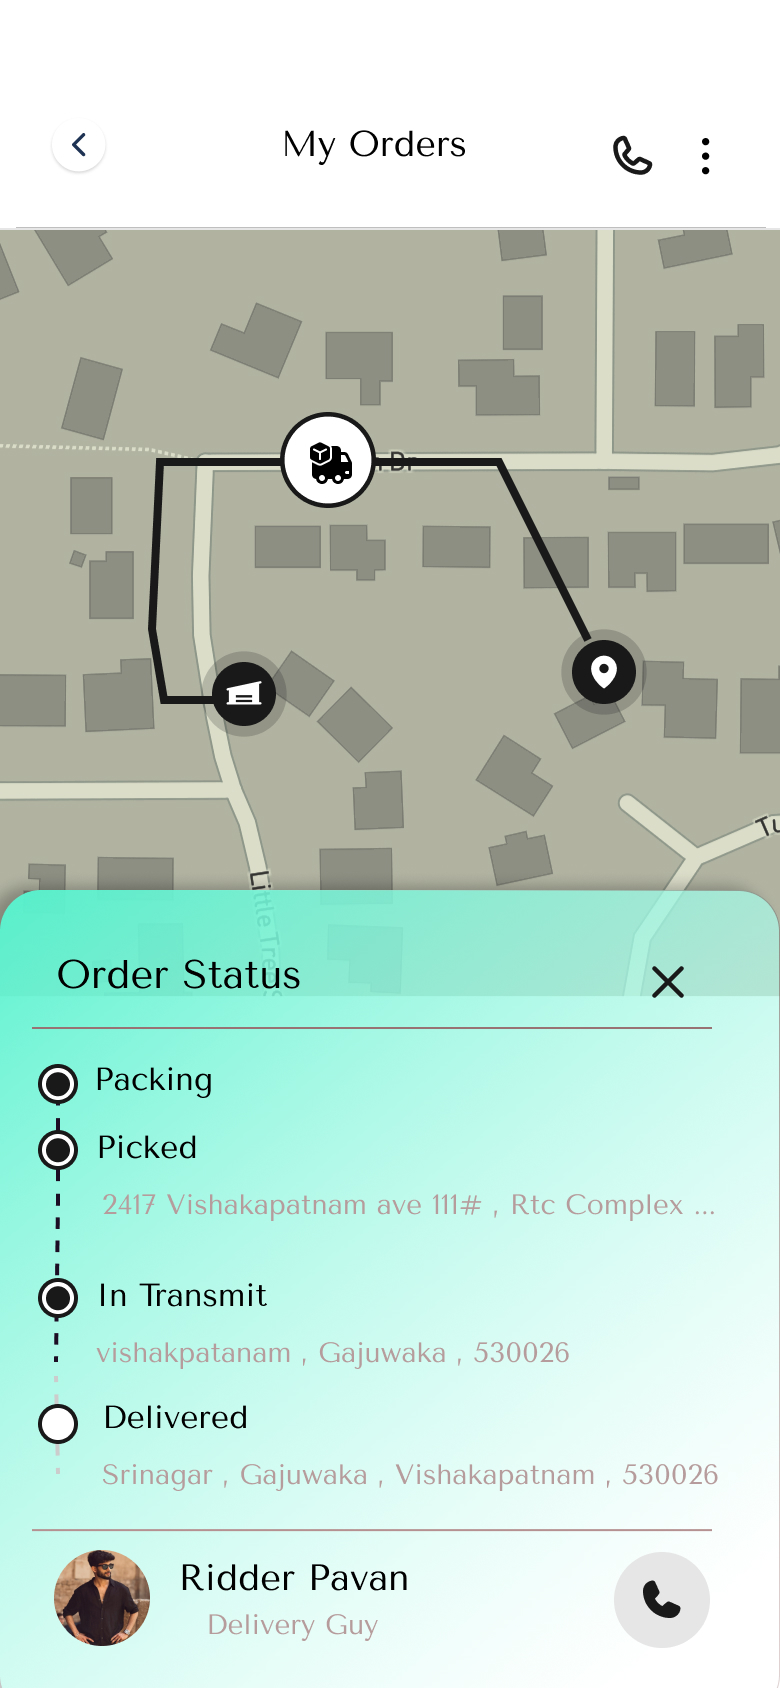 My Orders
Dr
Tu
Little Tree
Order Status
Packing
Picked
2417 Vishakapatnam ave 111# , Rtc Complex ...
In Transmit
vishakpatanam , Gajuwaka , 530026
Delivered
Srinagar , Gajuwaka , Vishakapatnam , 530026
Ridder Pavan
Delivery Guy